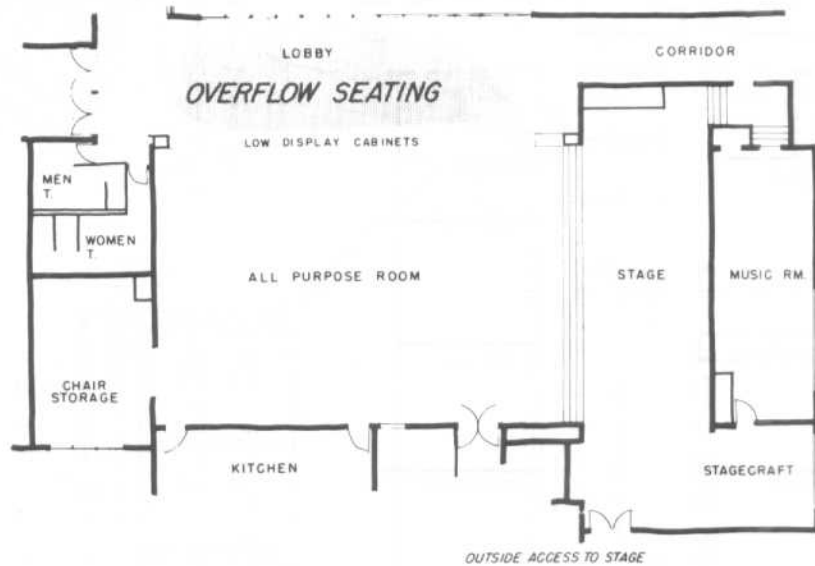 LOBBY
CORRIDOR
OVERFLOW SEATING
LOW DISPLAY CABINETS
MEN
T.
WOMEN
T.
ALL PURPOSE ROOM
STAGE
MUSIC RM.
CHAIR
STORAGE
KITCHEN
STAGECRAFT
OUTSIDE ACCESS TO STAGE